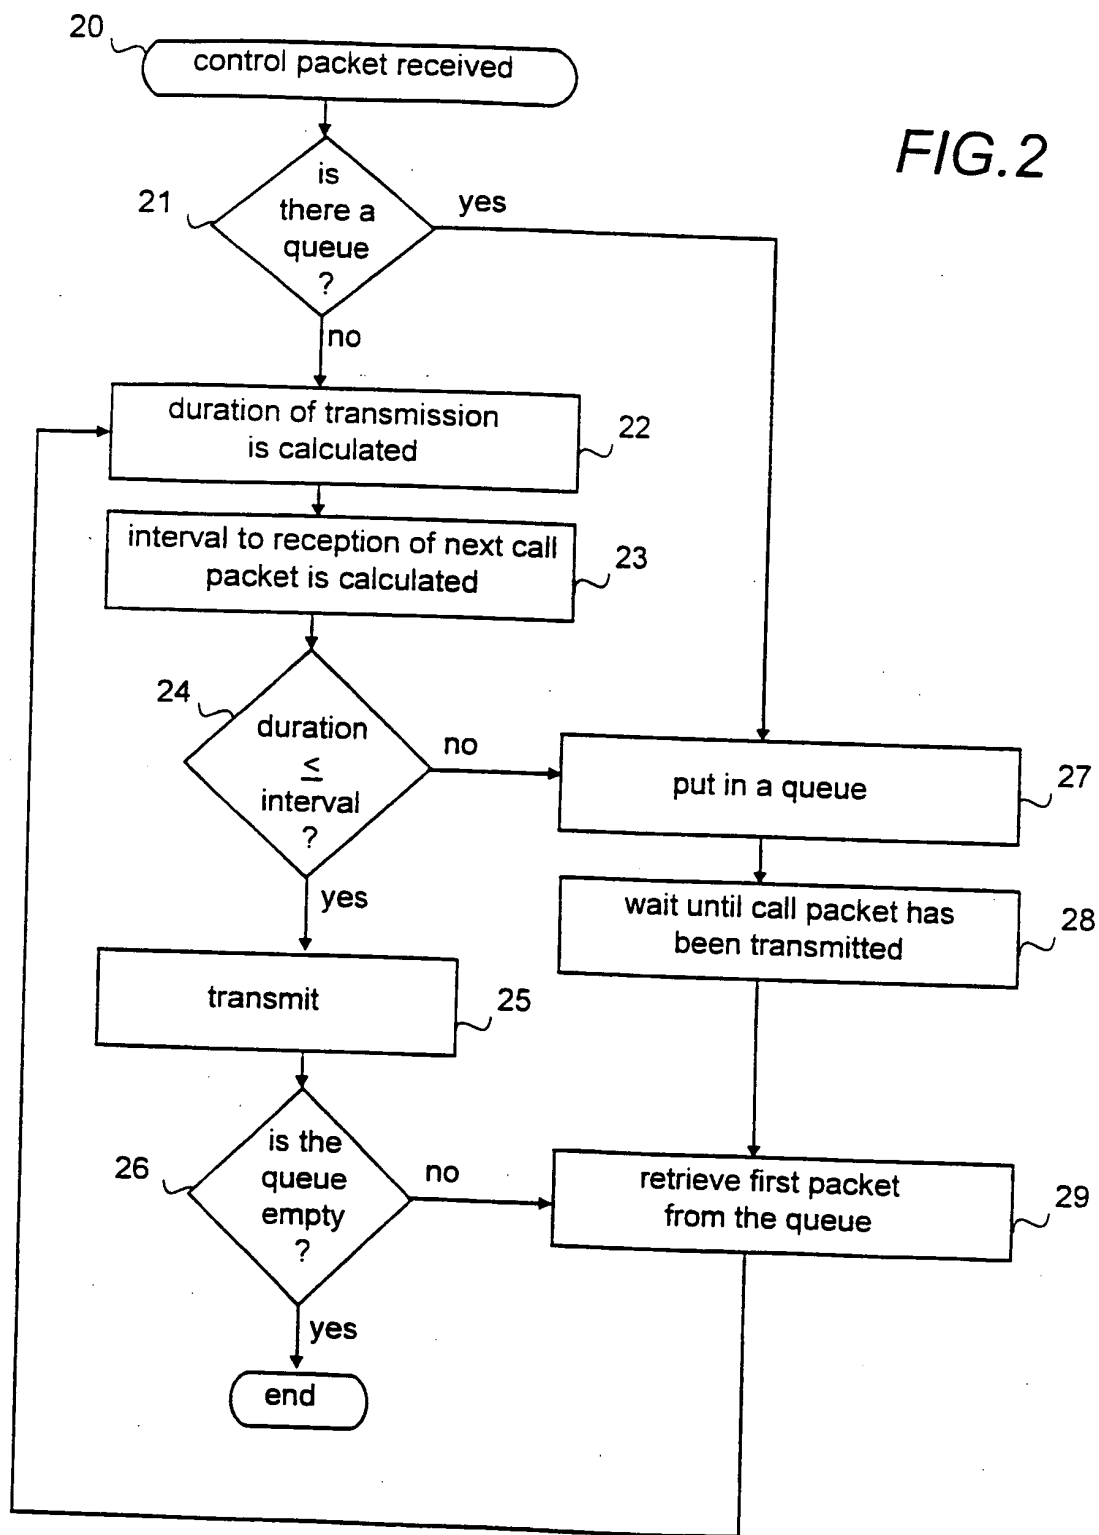 20
control packet received
FIG.2
21
is
there a
queue
?
yes
no
duration of transmission
is calculated
22
interval to reception of next call
packet is calculated
23
24
duration
≤
interval
?
no
yes
put in a queue
27
wait until call packet has
been transmitted
28
transmit
25
26
is the
queue
empty
?
no
yes
retrieve first packet
from the queue
29
end